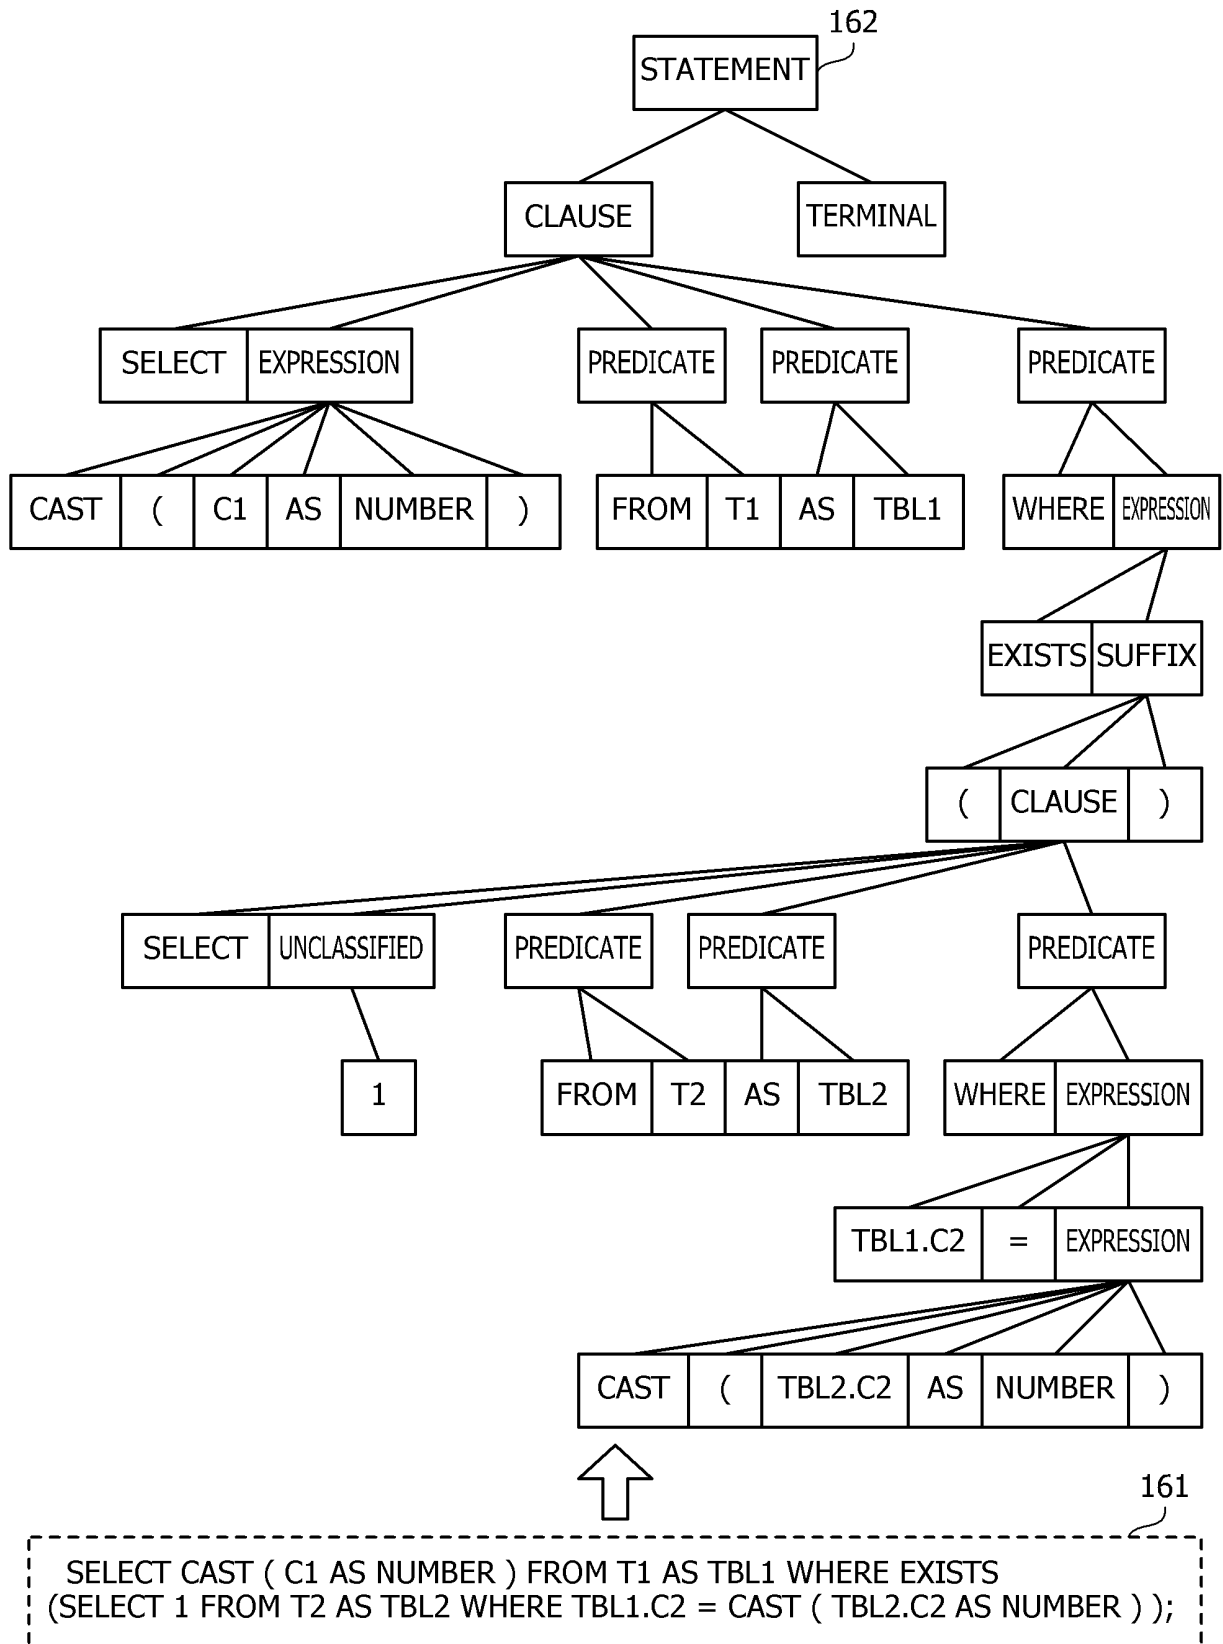 162
STATEMENT
CLAUSE TERMINAL
SELECT EXPRESSION PREDICATE PREDICATE PREDICATE
CAST ( C1 AS NUMBER ) FROM T1 AS TBL1 WHERE EXPRESSION
EXISTS SUFFIX
( CLAUSE )
SELECT UNCLASSIFIED PREDICATE PREDICATE PREDICATE
1 FROM T2 AS TBL2 WHERE EXPRESSION
TBL1.C2 = EXPRESSION
CAST ( TBL2.C2 AS NUMBER )
161
SELECT CAST ( C1 AS NUMBER ) FROM T1 AS TBL1 WHERE EXISTS
(SELECT 1 FROM T2 AS TBL2 WHERE TBL1.C2 = CAST ( TBL2.C2 AS NUMBER ) );